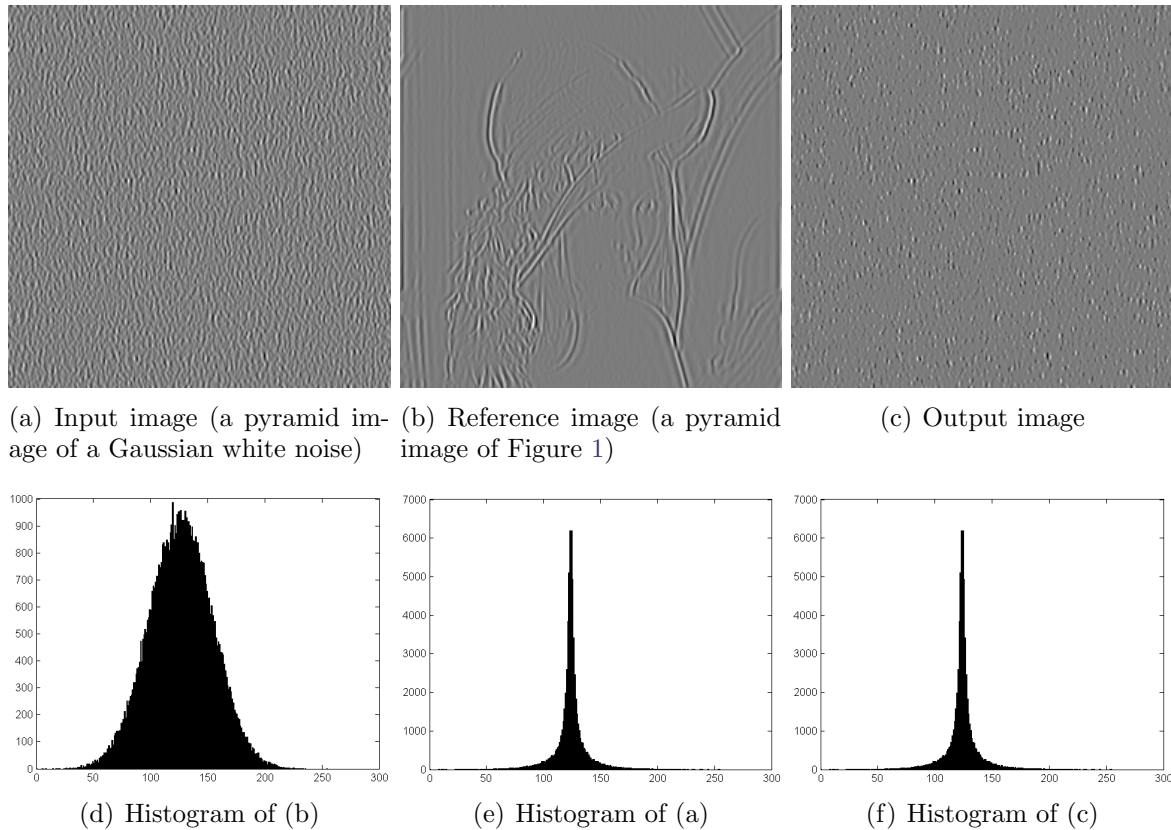 (a) Input image (a pyramid im-
age of a Gaussian white noise)
(b) Reference image (a pyramid
image of Figure 1)
(c) Output image
1000
900
800
700
600
500
400
300
200
100
0
0 50 100 150 200 250 300
(d) Histogram of (b)
7000
6000
5000
4000
3000
2000
1000
0
0 50 100 150 200 250 300
(e) Histogram of (a)
7000
6000
5000
4000
3000
2000
1000
0
0 50 100 150 200 250 300
(f) Histogram of (c)